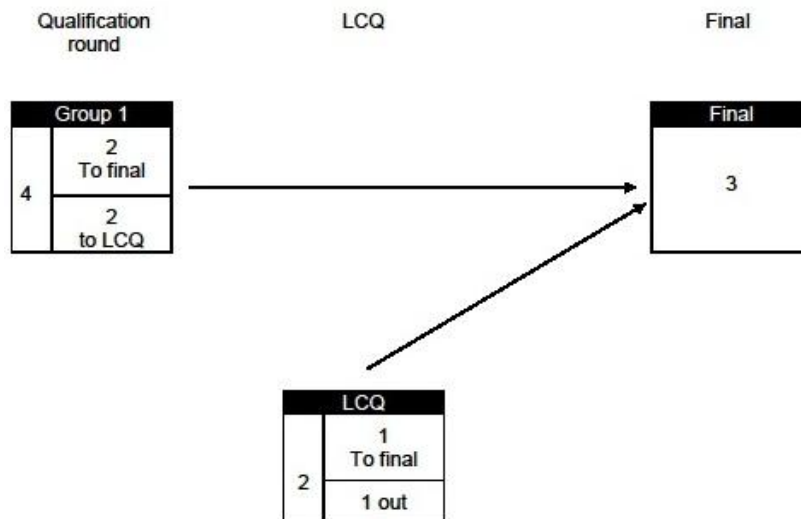 Qualification
round
LCQ
Final
Group 1
4
2
To final
2
to LCQ
Final
3
LCQ
2
1
To final
1 out